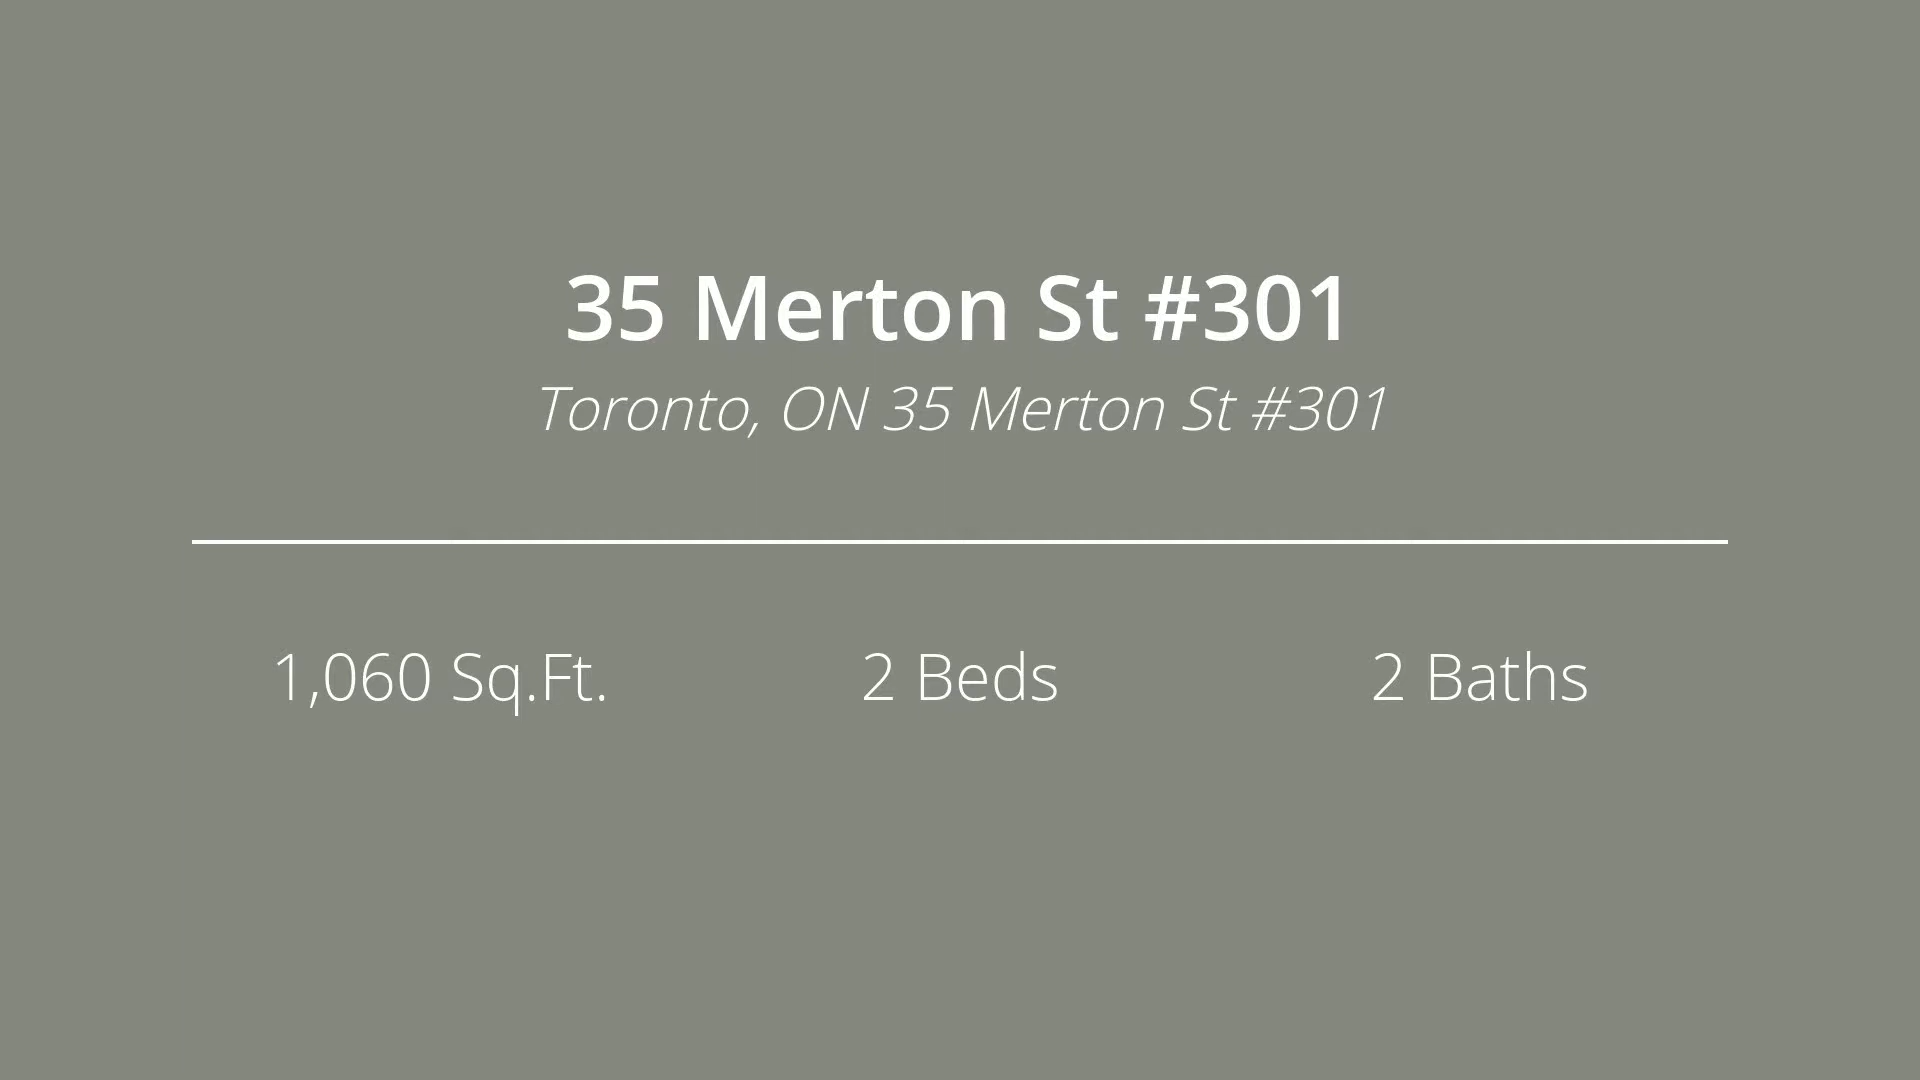 35 Merton St #301
Toronto, ON 35 Merton St #301
1,060 Sq.Ft. 2 Beds 2 Baths